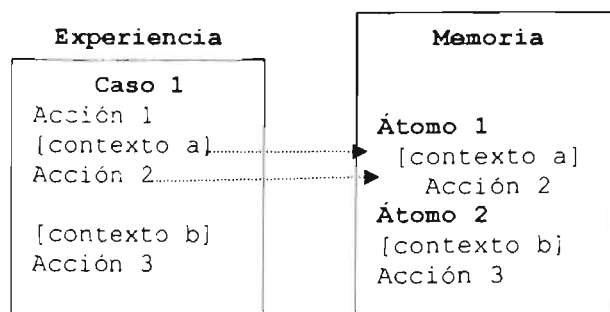 Experiencia
Caso 1
Acción 1
[contexto a]
Acción 2
[contexto b]
Acción 3
Memoria
Átomo 1
[contexto a]
Acción 2
Átomo 2
[contexto b]
Acción 3